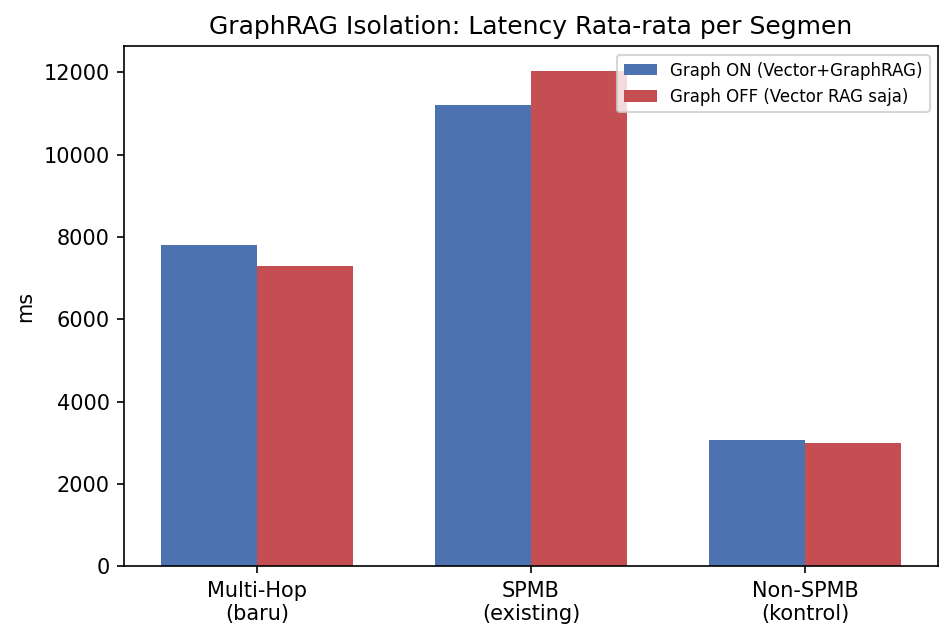 GraphRAG Isolation: Latency Rata-rata per Segmen
Graph ON (Vector+GraphRAG)
Graph OFF (Vector RAG saja)
ms
12000
10000
8000
6000
4000
2000
0
Multi-Hop
(baru)
SPMB
(existing)
Non-SPMB
(kontrol)